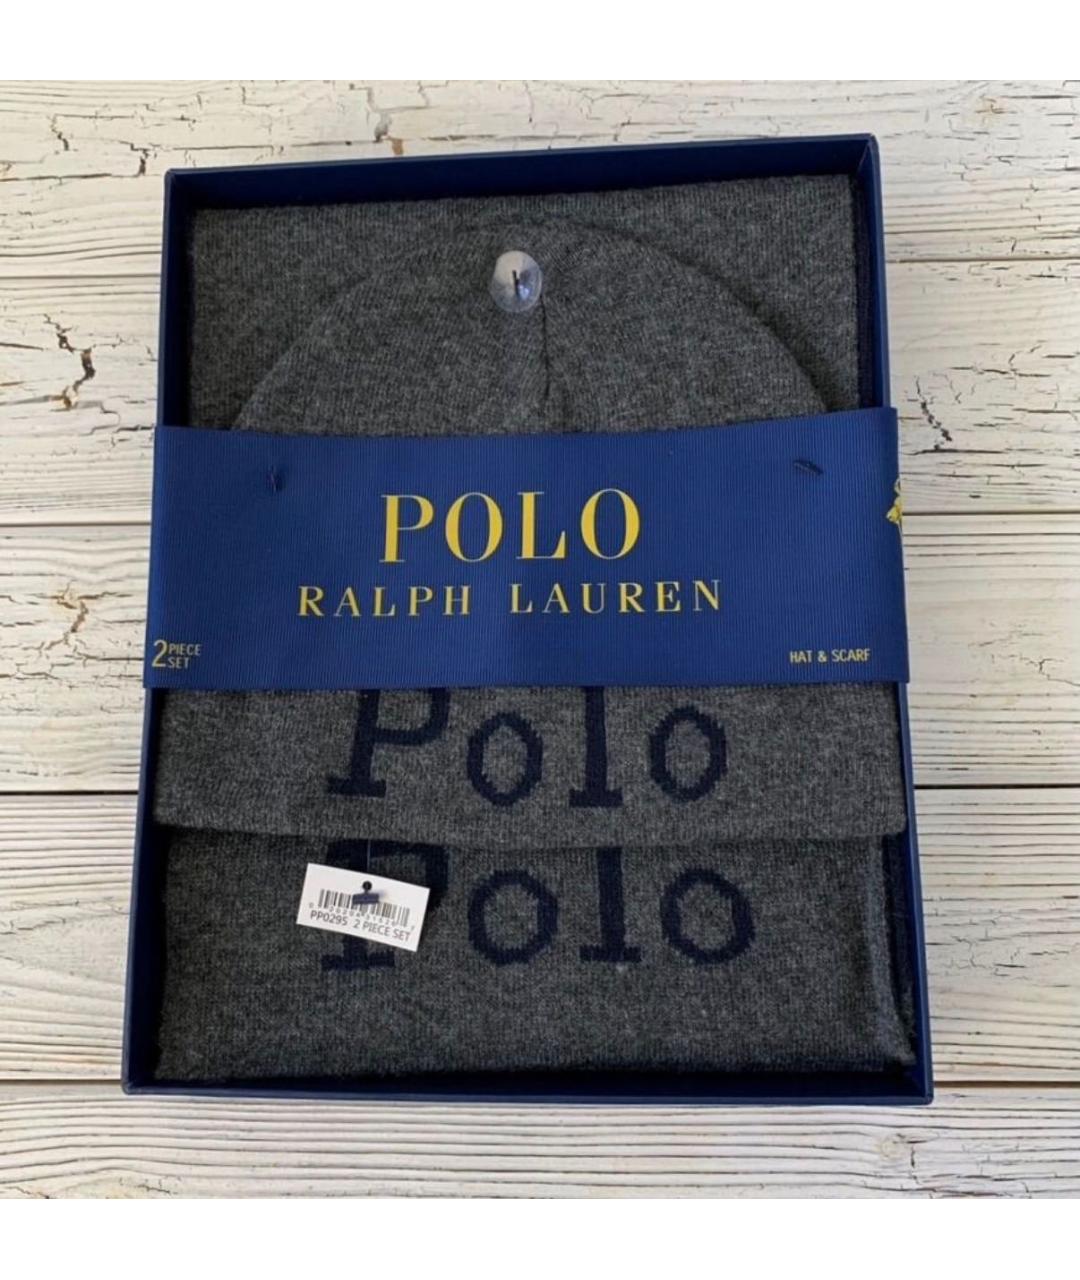 POLO
RALPH LAUREN
2 PIECE
SET
HAT & SCARF
Polo
Polo
PP0295 2 PIECE SET